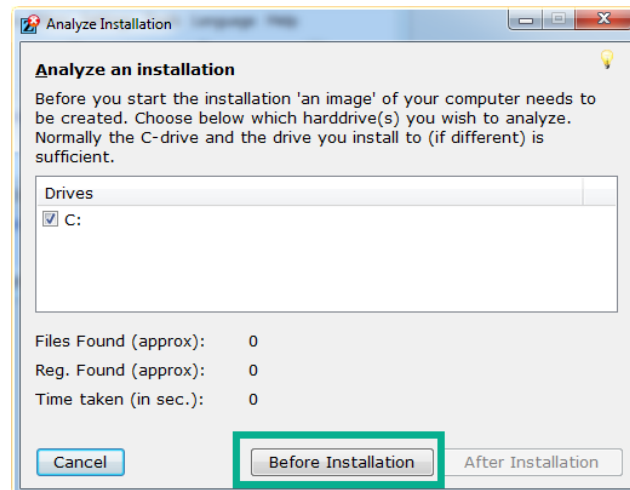 Analyze Installation
Language Help
Analyze an installation
Before you start the installation 'an image' of your computer needs to
be created. Choose below which harddrive(s) you wish to analyze.
Normally the C-drive and the drive you install to (if different) is
sufficient.
Drives
C:
Files Found (approx): 0
Reg. Found (approx): 0
Time taken (in sec.): 0
Cancel Before Installation After Installation